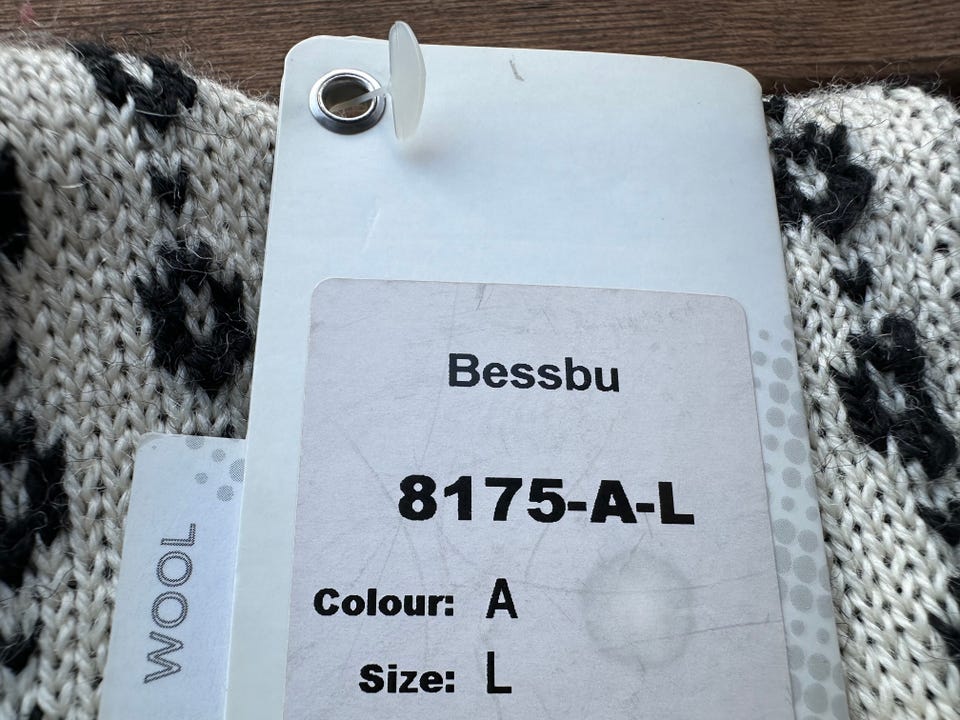 Bessbu
8175-A-L
Colour: A
Size: L
WOOL